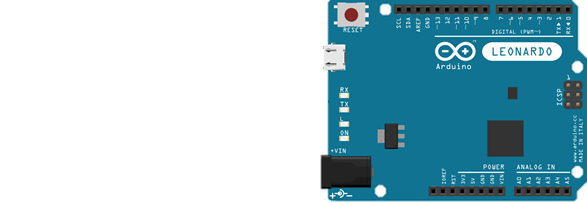 RESET
SCL
SDA
AREF
GND
~13
12
~11
~10
~9
8
7
~6
~5
4
~3
2
TX▸1
RX◂0
DIGITAL (PWM~)
LEONARDO
Arduino
RX
TX
L
ON
1
ICSP
www.arduino.cc
MADE IN ITALY
+VIN
POWER
ANALOG IN
IOREF
RST
3V3
5V
GND
GND
VIN
A0
A1
A2
A3
A4
A5